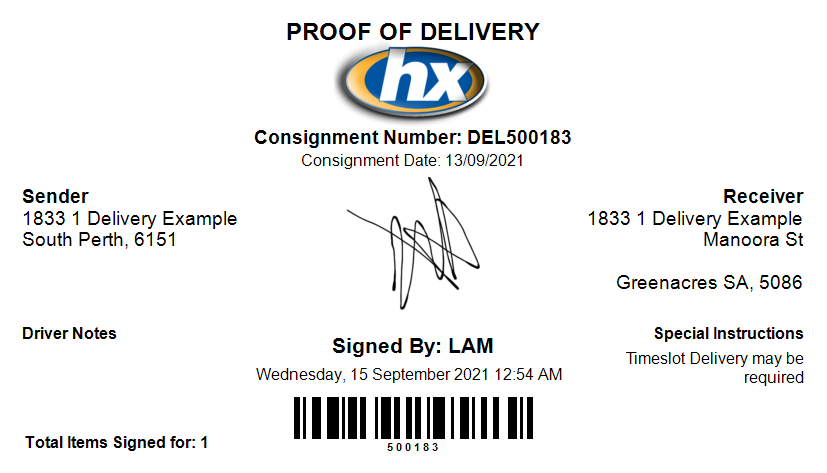 PROOF OF DELIVERY
hx
Consignment Number: DEL500183
Consignment Date: 13/09/2021
Sender
1833 1 Delivery Example
South Perth, 6151
Receiver
1833 1 Delivery Example
Manoora St
Greenacres SA, 5086
Driver Notes
Signed By: LAM
Wednesday, 15 September 2021 12:54 AM
Special Instructions
Timeslot Delivery may be
required
Total Items Signed for: 1
500183